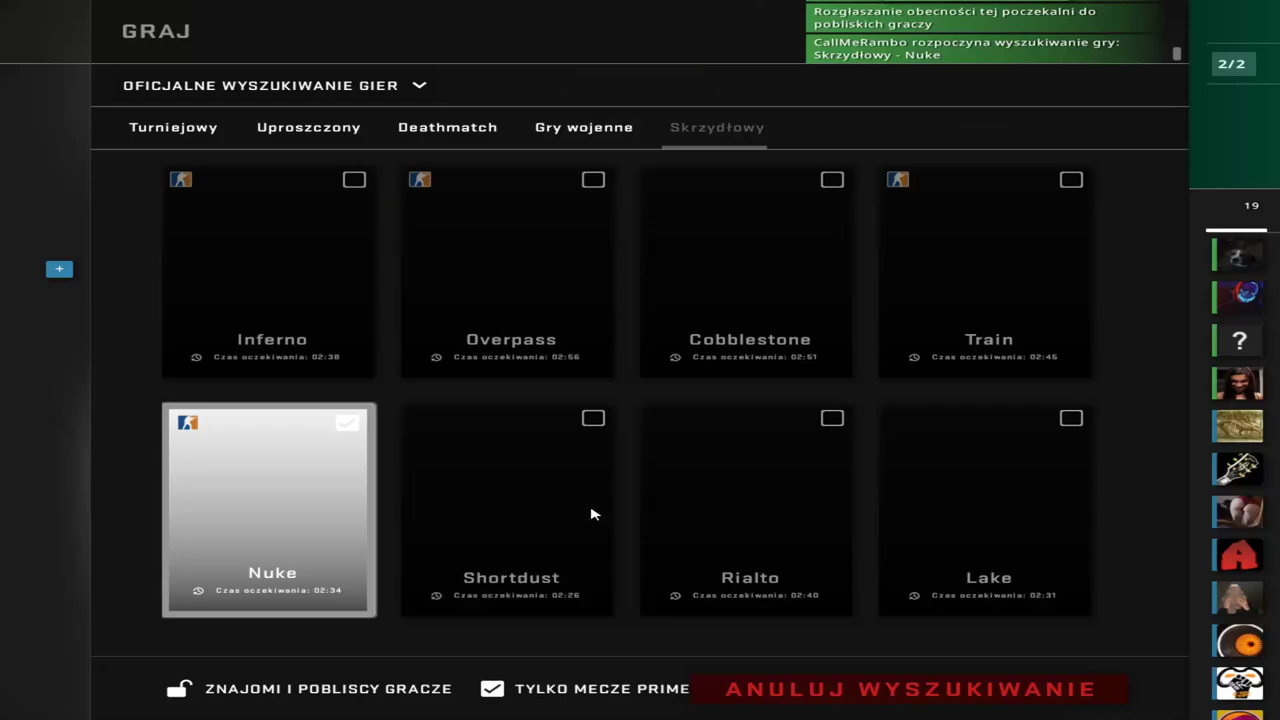 GRAJ
Rozgłaszanie obecności tej poczekalni do
pobliskich graczy
CallMeRambo rozpoczyna wyszukiwanie gry:
Skrzydłowy - Nuke
2/2
OFICJALNE WYSZUKIWANIE GIER
Turniejowy Uproszczony Deathmatch Gry wojenne Skrzydłowy
19
+
Inferno
Czas oczekiwania: 02:38
Overpass
Czas oczekiwania: 02:56
Cobblestone
Czas oczekiwania: 02:51
Train
Czas oczekiwania: 02:45
?
Nuke
Czas oczekiwania: 02:34
Shortdust
Czas oczekiwania: 02:26
Rialto
Czas oczekiwania: 02:40
Lake
Czas oczekiwania: 02:31
A
ZNAJOMI I POBLISCY GRACZE
TYLKO MECZE PRIME
ANULUJ WYSZUKIWANIE